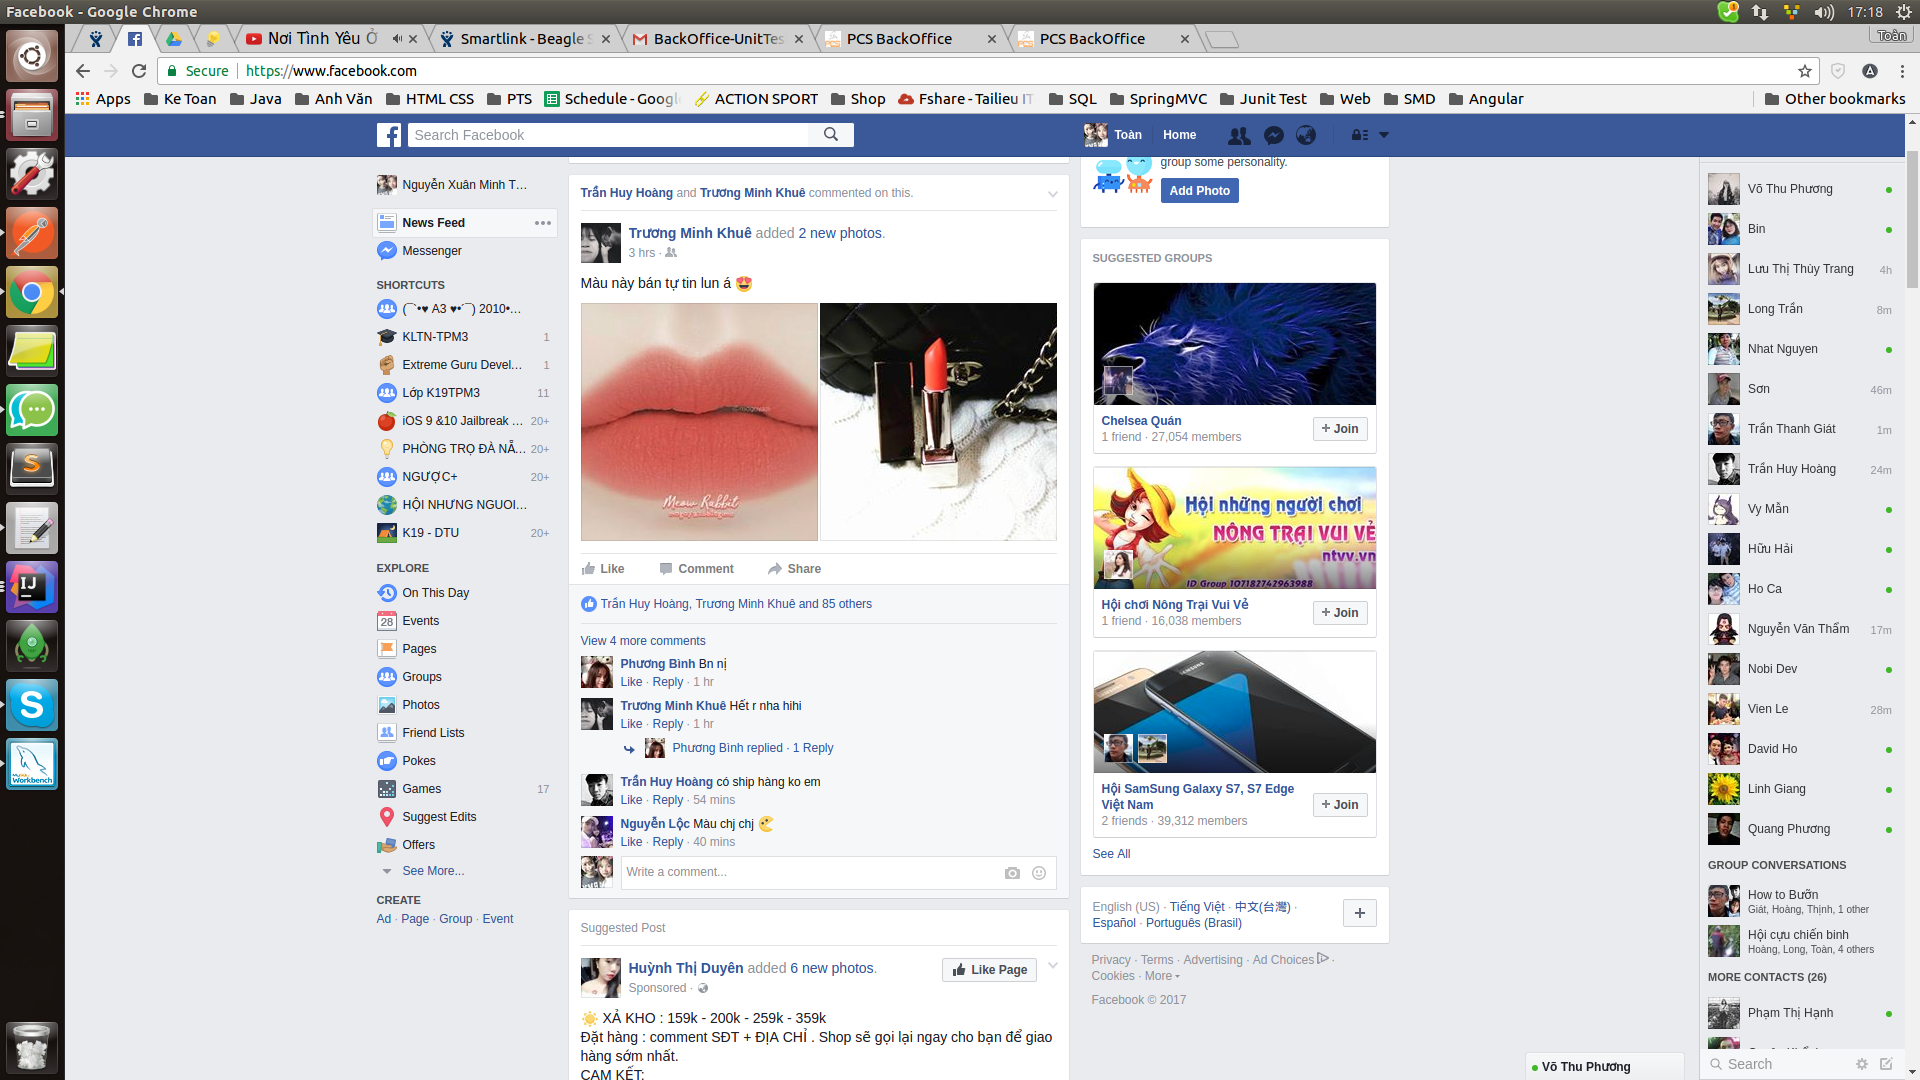 Facebook - Google Chrome
17:18
Nơi Tình Yêu
Smartlink - Beagle S
BackOffice-UnitTes
PCS BackOffice
PCS BackOffice
Toàn
Secure
https://www.facebook.com
Apps
Ke Toan
Java
Anh Văn
HTML CSS
PTS
Schedule - Googl
ACTION SPORT
Shop
Fshare - Tailieu IT
SQL
SpringMVC
Junit Test
Web
SMD
Angular
Other bookmarks
Search Facebook
Toàn
Home
Nguyễn Xuân Minh T...
News Feed
Messenger
SHORTCUTS
(¯`•♥ A3 ♥•´¯) 2010•...
KLTN-TPM3 1
Extreme Guru Devel... 1
Lớp K19TPM3 11
iOS 9 &10 Jailbreak ... 20+
PHÒNG TRỌ ĐÀ NẴ... 20+
NGƯỢC+ 20+
HỘI NHƯNG NGUOI...
K19 - DTU 20+
EXPLORE
On This Day
28 Events
Pages
Groups
Photos
Friend Lists
Pokes
Games 17
Suggest Edits
Offers
See More...
CREATE
Ad · Page · Group · Event
Workbench
Trần Huy Hoàng and Trương Minh Khuê commented on this.
Trương Minh Khuê added 2 new photos.
3 hrs ·
Màu này bán tự tin lun á 😍
Meow Rabbit
Like Comment Share
Trần Huy Hoàng, Trương Minh Khuê and 85 others
View 4 more comments
Phương Bình Bn nị
Like · Reply · 1 hr
Trương Minh Khuê Hết r nha hihi
Like · Reply · 1 hr
Phương Bình replied · 1 Reply
Trần Huy Hoàng có ship hàng ko em
Like · Reply · 54 mins
Nguyễn Lộc Màu chj chj
Like · Reply · 40 mins
Write a comment...
Suggested Post
Huỳnh Thị Duyên added 6 new photos.
Sponsored ·
Like Page
☀️ XẢ KHO : 159k - 200k - 259k - 359k
Đặt hàng : comment SĐT + ĐỊA CHỈ . Shop sẽ gọi lại ngay cho bạn để giao
hàng sớm nhất.
CAM KẾT:
group some personality.
Add Photo
SUGGESTED GROUPS
Chelsea Quán
1 friend · 27,054 members
+ Join
Hội những người chơi
NÔNG TRẠI VUI VẺ
ntvv.vn
ID Group 107182742963988
Hội chơi Nông Trại Vui Vẻ
1 friend · 16,038 members
+ Join
Hội SamSung Galaxy S7, S7 Edge
Việt Nam
2 friends · 39,312 members
+ Join
See All
English (US) · Tiếng Việt · 中文(台灣) ·
Español · Português (Brasil)
Privacy · Terms · Advertising · Ad Choices ·
Cookies · More
Facebook © 2017
Võ Thu Phương
Bin
Lưu Thị Thùy Trang 4h
Long Trần 8m
Nhat Nguyen
Sơn 46m
Trần Thanh Giát 1m
Trần Huy Hoàng 24m
Vy Mẫn
Hữu Hải
Ho Ca
Nguyễn Văn Thẩm 17m
Nobi Dev
Vien Le 28m
David Ho
Linh Giang
Quang Phương
GROUP CONVERSATIONS
How to Bưỡn
Giát, Hoàng, Thịnh, 1 other
Hội cựu chiến binh
Hoàng, Long, Toàn, 4 others
MORE CONTACTS (26)
Phạm Thị Hạnh
Search
Võ Thu Phương